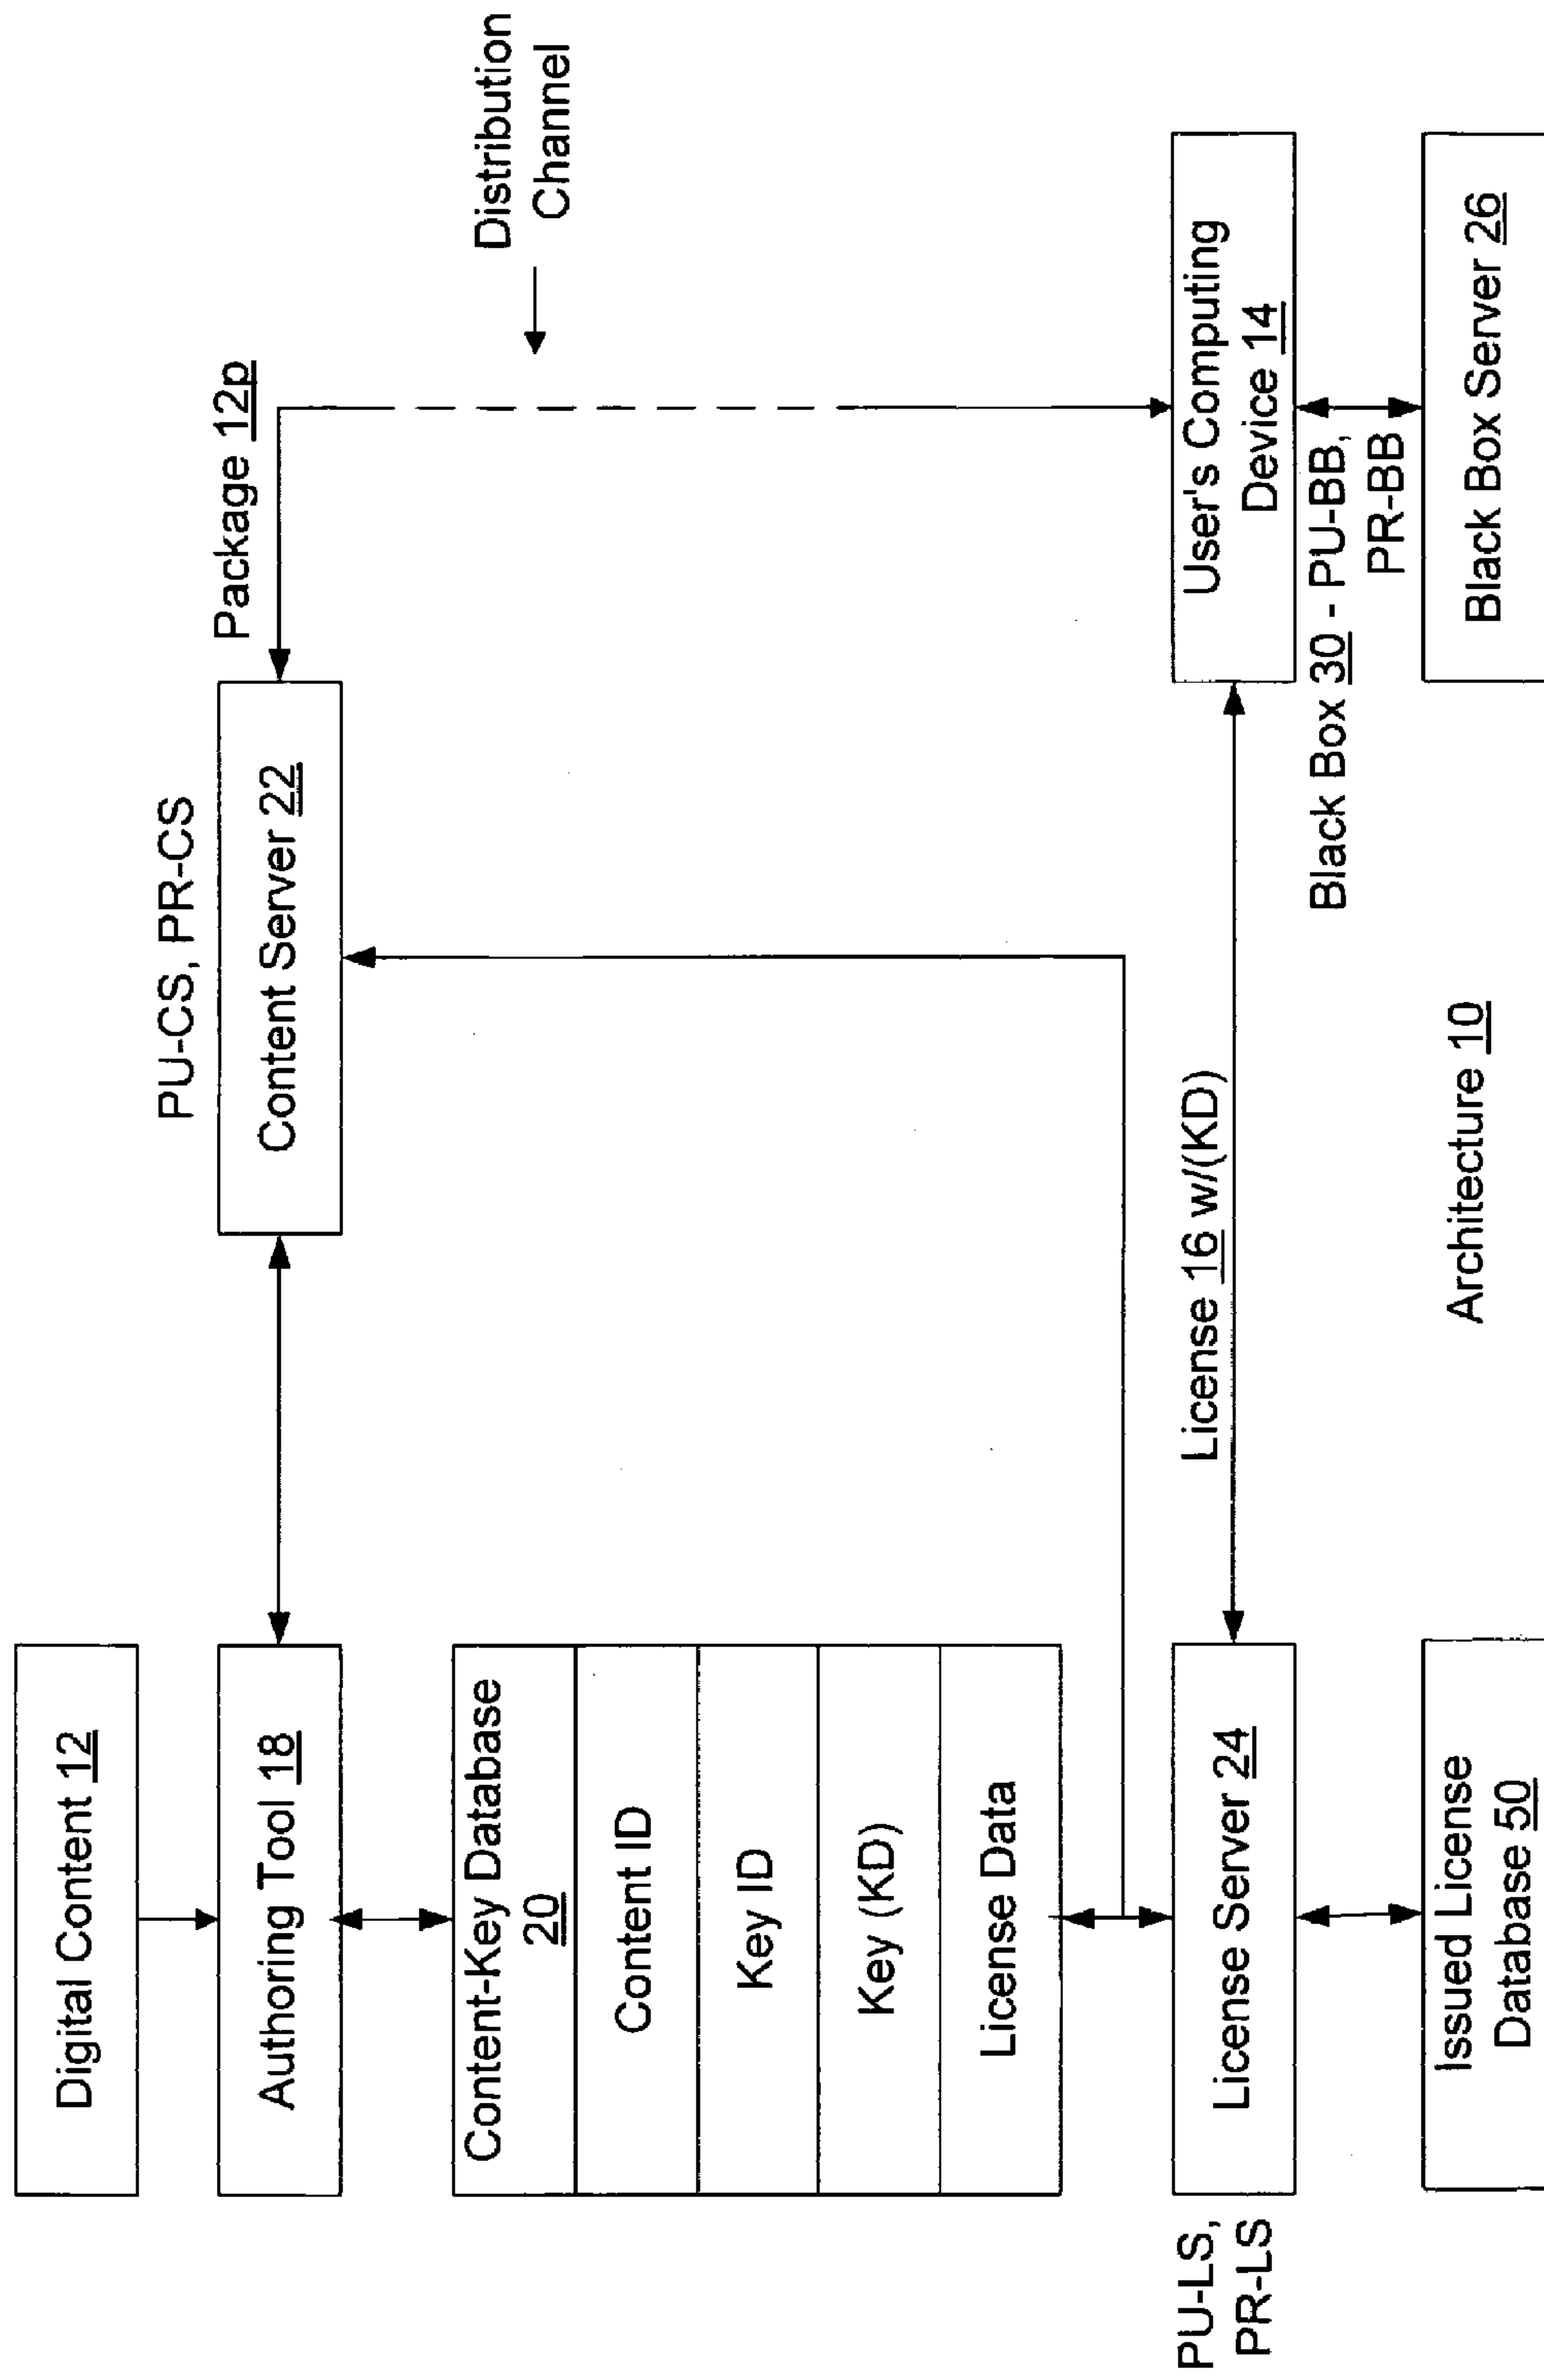 Digital Content 12
Authoring Tool 18
Content-Key Database
20
Content ID
Key ID
Key (KD)
License Data
PU-LS,
PR-LS
License Server 24
Issued License
Database 50
PU-CS, PR-CS
Content Server 22
Package 12p
Distribution
Channel
License 16 w/(KD)
User's Computing
Device 14
Black Box 30 - PU-BB,
PR-BB
Black Box Server 26
Architecture 10